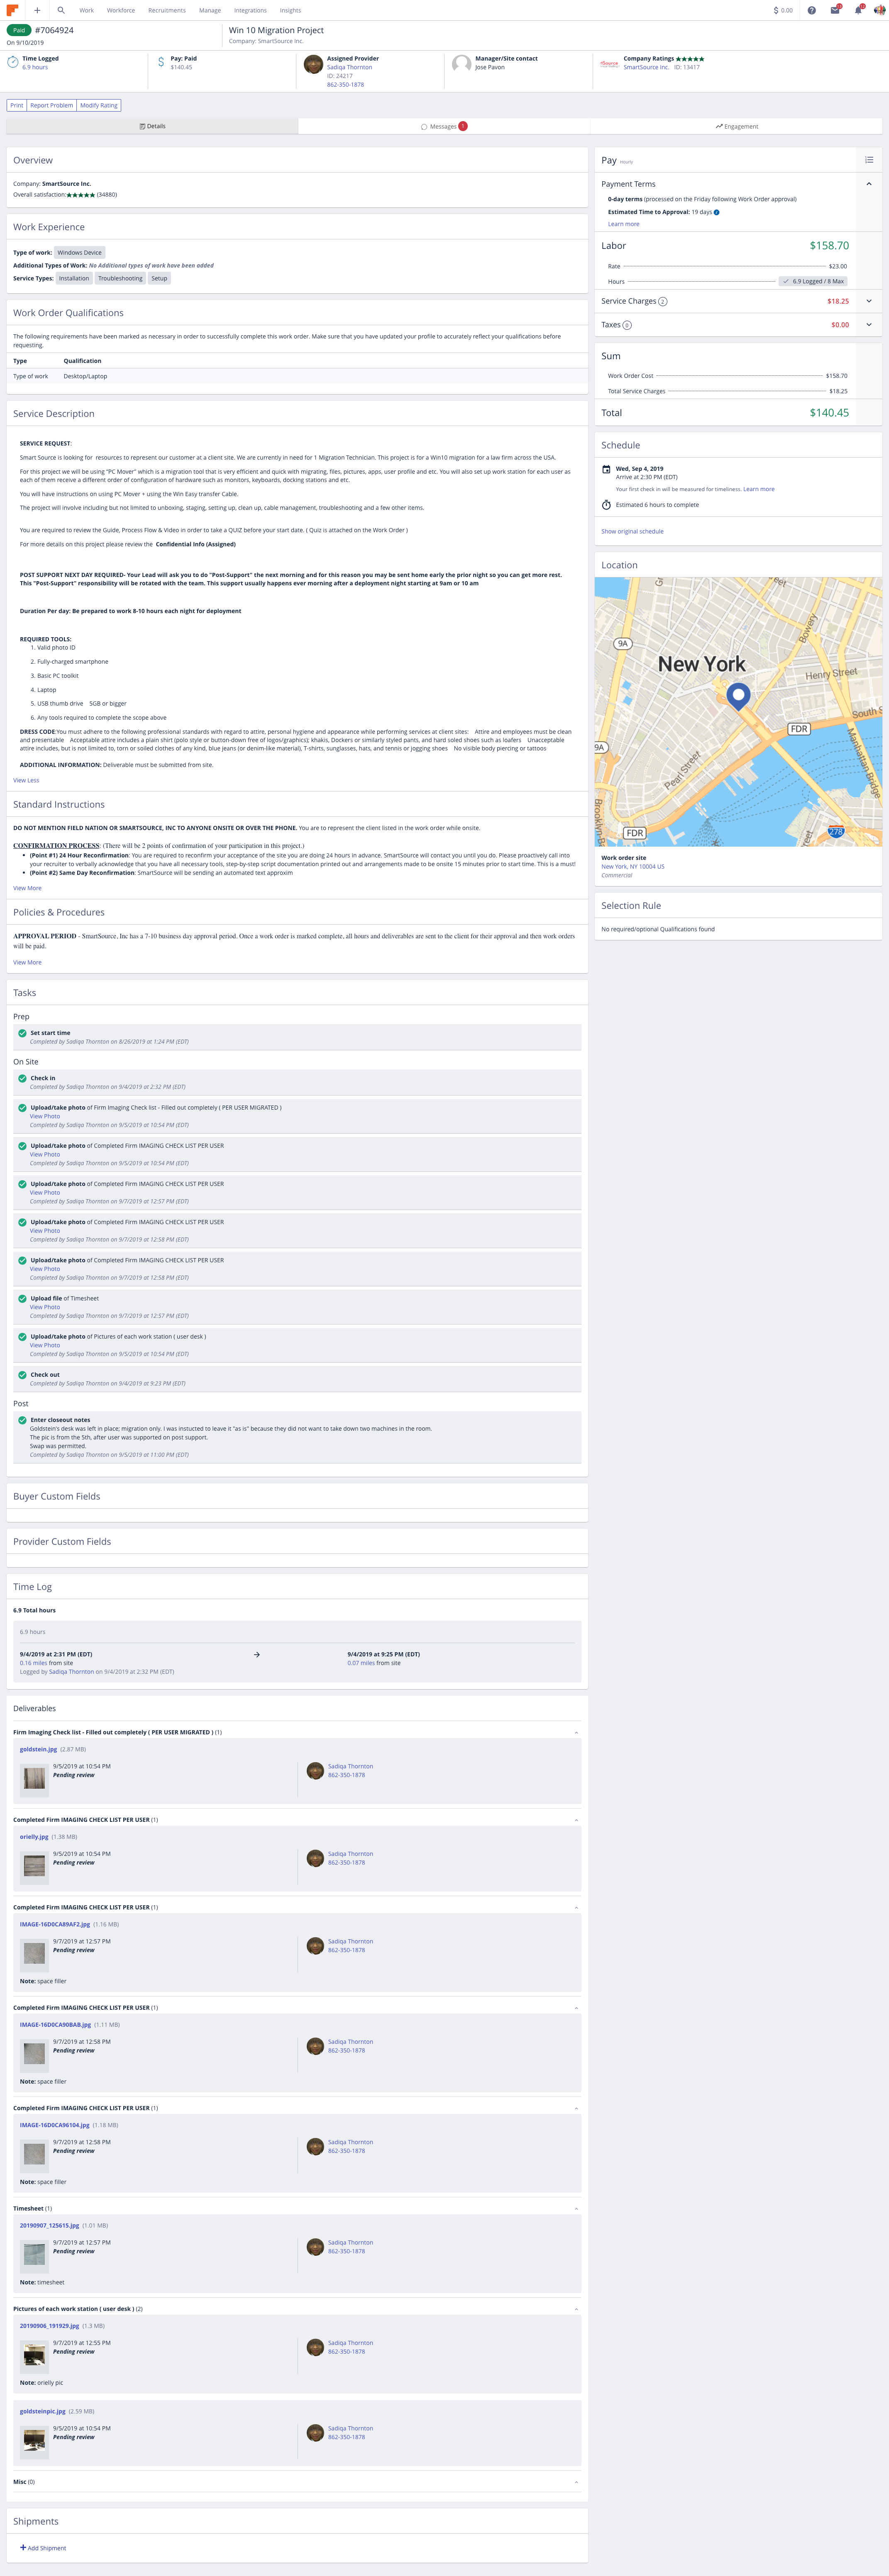 Work Workforce Recruitments Manage Integrations Insights $ 0.00
Paid #7064924
On 9/10/2019
Win 10 Migration Project
Company: SmartSource Inc.
Time Logged
6.9 hours
Pay: Paid
$140.45
Assigned Provider
Sadiqa Thornton
ID: 24217
862-350-1878
Manager/Site contact
Jose Pavon
Company Ratings
SmartSource Inc. ID: 13417
Print Report Problem Modify Rating
Details Messages 1 Engagement
Overview
Company: SmartSource Inc.
Overall satisfaction: (34880)
Work Experience
Type of work: Windows Device
Additional Types of Work: No Additional types of work have been added
Service Types: Installation Troubleshooting Setup
Work Order Qualifications
The following requirements have been marked as necessary in order to successfully complete this work order. Make sure that you have updated your profile to accurately reflect your qualifications before
requesting.
Type Qualification
Type of work Desktop/Laptop
Service Description
SERVICE REQUEST:
Smart Source is looking for resources to represent our customer at a client site. We are currently in need for 1 Migration Technician. This project is for a Win10 migration for a law firm across the USA.
For this project we will be using "PC Mover" which is a migration tool that is very efficient and quick with migrating, files, pictures, apps, user profile and etc. You will also set up work station for each user as
each of them receive a different order of configuration of hardware such as monitors, keyboards, docking stations and etc.
You will have instructions on using PC Mover + using the Win Easy transfer Cable.
The project will involve including but not limited to unboxing, staging, setting up, clean up, cable management, troubleshooting and a few other items.
You are required to review the Guide, Process Flow & Video in order to take a QUIZ before your start date. ( Quiz is attached on the Work Order )
For more details on this project please review the Confidential Info (Assigned)
POST SUPPORT NEXT DAY REQUIRED- Your Lead will ask you to do "Post-Support" the next morning and for this reason you may be sent home early the prior night so you can get more rest.
This "Post-Support" responsibility will be rotated with the team. This support usually happens ever morning after a deployment night starting at 9am or 10 am
Duration Per day: Be prepared to work 8-10 hours each night for deployment
REQUIRED TOOLS:
1. Valid photo ID
2. Fully-charged smartphone
3. Basic PC toolkit
4. Laptop
5. USB thumb drive 5GB or bigger
6. Any tools required to complete the scope above
DRESS CODE:You must adhere to the following professional standards with regard to attire, personal hygiene and appearance while performing services at client sites: Attire and employees must be clean
and presentable Acceptable attire includes a plain shirt (polo style or button-down free of logos/graphics); khakis, Dockers or similarly styled pants, and closed shoes such as loafers Unacceptable
attire includes, but is not limited to, torn or soiled clothes of any kind, blue jeans (or denim-like material), T-shirts, sunglasses, hats, and tennis or jogging shoes No visible body piercing or tattoos
ADDITIONAL INFORMATION: Deliverable must be submitted from site.
View Less
Standard Instructions
DO NOT MENTION FIELD NATION OR SMARTSOURCE, INC TO ANYONE ONSITE OR OVER THE PHONE. You are to represent the client listed in the work order while onsite.
CONFIRMATION PROCESS: (There will be 2 points of confirmation of your participation in this project.)
• (Point #1) 24 Hour Reconfirmation: You are required to reconfirm your acceptance of the site you are doing 24 hours in advance. SmartSource will contact you until you do. Please proactively call into
your recruiter to verbally acknowledge that you have all necessary tools, step-by-step script documentation printed out and arrangements made to be onsite 15 minutes prior to start time. This is a must!
• (Point #2) Same Day Reconfirmation: SmartSource will be sending an automated text approxim
View More
Policies & Procedures
APPROVAL PERIOD - SmartSource, Inc has a 7-10 business day approval period. Once a work order is marked complete, all hours and deliverables are sent to the client for their approval and then work orders
will be paid.
View More
Tasks
Prep
Set start time
Completed by Sadiqa Thornton on 8/26/2019 at 1:24 PM (EDT)
On Site
Check in
Completed by Sadiqa Thornton on 9/4/2019 at 2:32 PM (EDT)
Upload/take photo of Firm Imaging Check list - Filled out completely ( PER USER MIGRATED )
View Photo
Completed by Sadiqa Thornton on 9/5/2019 at 10:54 PM (EDT)
Upload/take photo of Completed Firm IMAGING CHECK LIST PER USER
View Photo
Completed by Sadiqa Thornton on 9/5/2019 at 10:54 PM (EDT)
Upload/take photo of Completed Firm IMAGING CHECK LIST PER USER
View Photo
Completed by Sadiqa Thornton on 9/7/2019 at 12:57 PM (EDT)
Upload/take photo of Completed Firm IMAGING CHECK LIST PER USER
View Photo
Completed by Sadiqa Thornton on 9/7/2019 at 12:58 PM (EDT)
Upload/take photo of Completed Firm IMAGING CHECK LIST PER USER
View Photo
Completed by Sadiqa Thornton on 9/7/2019 at 12:58 PM (EDT)
Upload file of Timesheet
View Photo
Completed by Sadiqa Thornton on 9/7/2019 at 12:57 PM (EDT)
Upload/take photo of Pictures of each work station ( user desk )
View Photo
Completed by Sadiqa Thornton on 9/5/2019 at 10:54 PM (EDT)
Check out
Completed by Sadiqa Thornton on 9/4/2019 at 9:23 PM (EDT)
Post
Enter closeout notes
Goldstein's desk was left in place; migration only. I was instucted to leave it "as is" because they did not want to take down two machines in the room.
The pic is from the 5th, after user was supported on post support.
Swap was permitted.
Completed by Sadiqa Thornton on 9/5/2019 at 11:00 PM (EDT)
Buyer Custom Fields
Provider Custom Fields
Time Log
6.9 Total hours
6.9 hours
9/4/2019 at 2:31 PM (EDT) 9/4/2019 at 9:25 PM (EDT)
0.16 miles from site 0.07 miles from site
Logged by Sadiqa Thornton on 9/4/2019 at 2:32 PM (EDT)
Deliverables
Firm Imaging Check list - Filled out completely ( PER USER MIGRATED ) (1)
goldstein.jpg (2.87 MB)
9/5/2019 at 10:54 PM Sadiqa Thornton
Pending review 862-350-1878
Completed Firm IMAGING CHECK LIST PER USER (1)
orielly.jpg (1.38 MB)
9/5/2019 at 10:54 PM Sadiqa Thornton
Pending review 862-350-1878
Completed Firm IMAGING CHECK LIST PER USER (1)
IMAGE-16D0CA89AF2.jpg (1.16 MB)
9/7/2019 at 12:57 PM Sadiqa Thornton
Pending review 862-350-1878
Note: space filler
Completed Firm IMAGING CHECK LIST PER USER (1)
IMAGE-16D0CA90BAB.jpg (1.11 MB)
9/7/2019 at 12:58 PM Sadiqa Thornton
Pending review 862-350-1878
Note: space filler
Completed Firm IMAGING CHECK LIST PER USER (1)
IMAGE-16D0CA96104.jpg (1.18 MB)
9/7/2019 at 12:58 PM Sadiqa Thornton
Pending review 862-350-1878
Note: space filler
Timesheet (1)
20190907_125615.jpg (1.01 MB)
9/7/2019 at 12:57 PM Sadiqa Thornton
Pending review 862-350-1878
Note: timesheet
Pictures of each work station ( user desk ) (2)
20190906_191929.jpg (1.3 MB)
9/7/2019 at 12:55 PM Sadiqa Thornton
Pending review 862-350-1878
Note: orielly pic
goldsteinpic.jpg (2.59 MB)
9/5/2019 at 10:54 PM Sadiqa Thornton
Pending review 862-350-1878
Misc (0)
Shipments
+ Add Shipment
Pay Hourly
Payment Terms
0-day terms (processed on the Friday following Work Order approval)
Estimated Time to Approval: 19 days
Learn more
Labor $158.70
Rate $23.00
Hours 6.9 Logged / 8 Max
Service Charges 2 $18.25
Taxes 0 $0.00
Sum
Work Order Cost $158.70
Total Service Charges $18.25
Total $140.45
Schedule
Wed, Sep 4, 2019
Arrive at 2:30 PM (EDT)
Your first check in will be measured for timeliness. Learn more
Estimated 6 hours to complete
Show original schedule
Location
Bowery
9A
New York
Henry Street
South S
FDR
9A
Pearl Street
Manhattan Bridge
Brooklyn-B
FDR
278
Work order site
New York, NY 10004 US
Commercial
Selection Rule
No required/optional Qualifications found